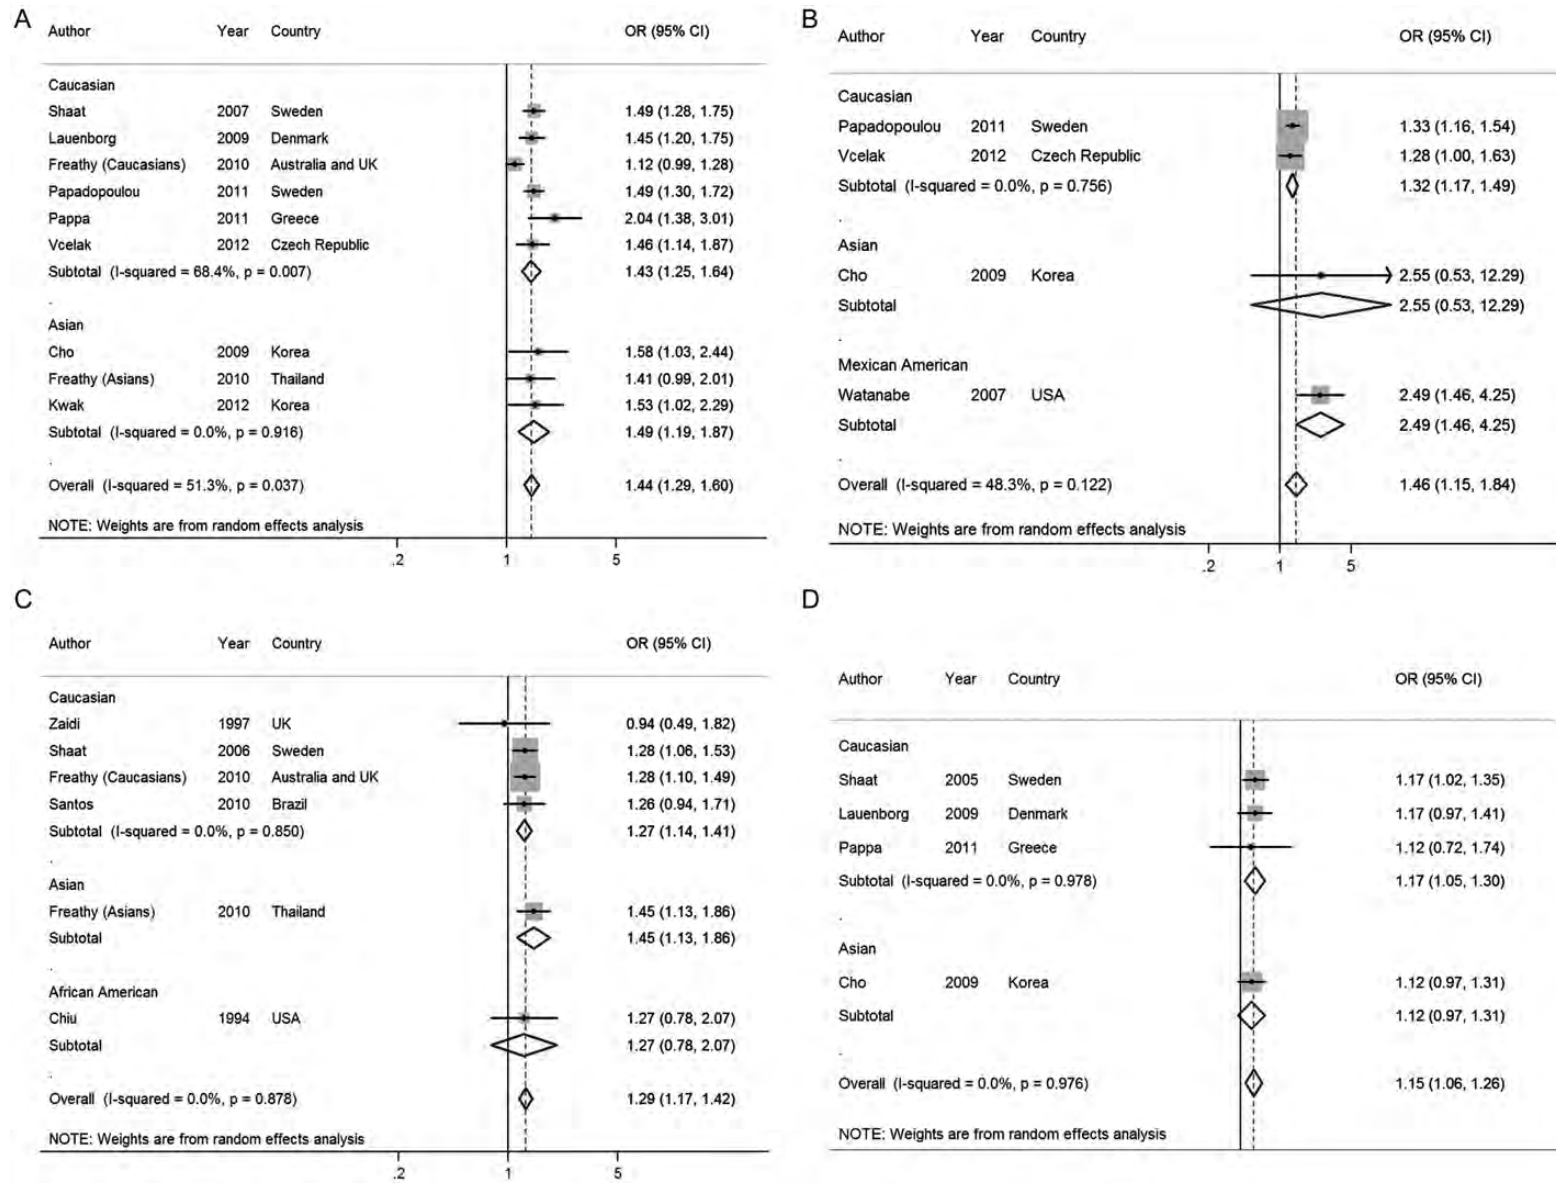 A
Author Year Country OR (95% CI)
Caucasian
Shaat 2007 Sweden 1.49 (1.28, 1.75)
Lauenborg 2009 Denmark 1.45 (1.20, 1.75)
Freathy (Caucasians) 2010 Australia and UK 1.12 (0.99, 1.28)
Papadopoulou 2011 Sweden 1.49 (1.30, 1.72)
Pappa 2011 Greece 2.04 (1.38, 3.01)
Vcelak 2012 Czech Republic 1.46 (1.14, 1.87)
Subtotal (I-squared = 68.4%, p = 0.007) 1.43 (1.25, 1.64)
.
Asian
Cho 2009 Korea 1.58 (1.03, 2.44)
Freathy (Asians) 2010 Thailand 1.41 (0.99, 2.01)
Kwak 2012 Korea 1.53 (1.02, 2.29)
Subtotal (I-squared = 0.0%, p = 0.916) 1.49 (1.19, 1.87)
.
Overall (I-squared = 51.3%, p = 0.037) 1.44 (1.29, 1.60)
NOTE: Weights are from random effects analysis
.2 1 5
B
Author Year Country OR (95% CI)
Caucasian
Papadopoulou 2011 Sweden 1.33 (1.16, 1.54)
Vcelak 2012 Czech Republic 1.28 (1.00, 1.63)
Subtotal (I-squared = 0.0%, p = 0.756) 1.32 (1.17, 1.49)
.
Asian
Cho 2009 Korea 2.55 (0.53, 12.29)
Subtotal 2.55 (0.53, 12.29)
.
Mexican American
Watanabe 2007 USA 2.49 (1.46, 4.25)
Subtotal 2.49 (1.46, 4.25)
.
Overall (I-squared = 48.3%, p = 0.122) 1.46 (1.15, 1.84)
NOTE: Weights are from random effects analysis
.2 1 5
C
Author Year Country OR (95% CI)
Caucasian
Zaidi 1997 UK 0.94 (0.49, 1.82)
Shaat 2006 Sweden 1.28 (1.06, 1.53)
Freathy (Caucasians) 2010 Australia and UK 1.28 (1.10, 1.49)
Santos 2010 Brazil 1.26 (0.94, 1.71)
Subtotal (I-squared = 0.0%, p = 0.850) 1.27 (1.14, 1.41)
.
Asian
Freathy (Asians) 2010 Thailand 1.45 (1.13, 1.86)
Subtotal 1.45 (1.13, 1.86)
.
African American
Chiu 1994 USA 1.27 (0.78, 2.07)
Subtotal 1.27 (0.78, 2.07)
.
Overall (I-squared = 0.0%, p = 0.878) 1.29 (1.17, 1.42)
NOTE: Weights are from random effects analysis
.2 1 5
D
Author Year Country OR (95% CI)
Caucasian
Shaat 2005 Sweden 1.17 (1.02, 1.35)
Lauenborg 2009 Denmark 1.17 (0.97, 1.41)
Pappa 2011 Greece 1.12 (0.72, 1.74)
Subtotal (I-squared = 0.0%, p = 0.978) 1.17 (1.05, 1.30)
.
Asian
Cho 2009 Korea 1.12 (0.97, 1.31)
Subtotal 1.12 (0.97, 1.31)
.
Overall (I-squared = 0.0%, p = 0.976) 1.15 (1.06, 1.26)
NOTE: Weights are from random effects analysis